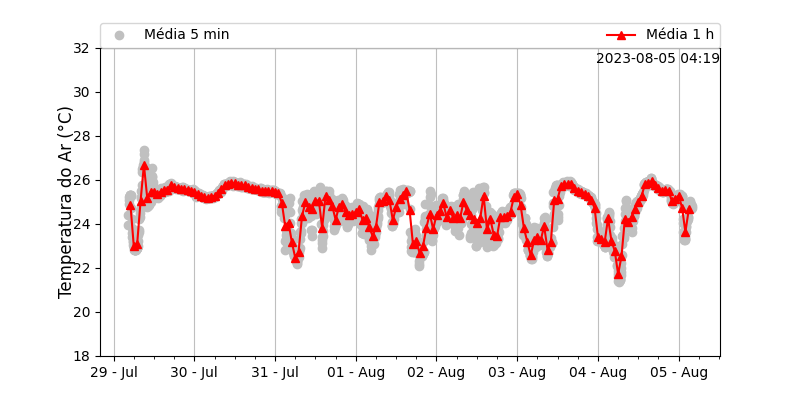 Média 5 min
Média 1 h
2023-08-05 04:19
Temperatura do Ar (°C)
32
30
28
26
24
22
20
18
29 - Jul
30 - Jul
31 - Jul
01 - Aug
02 - Aug
03 - Aug
04 - Aug
05 - Aug